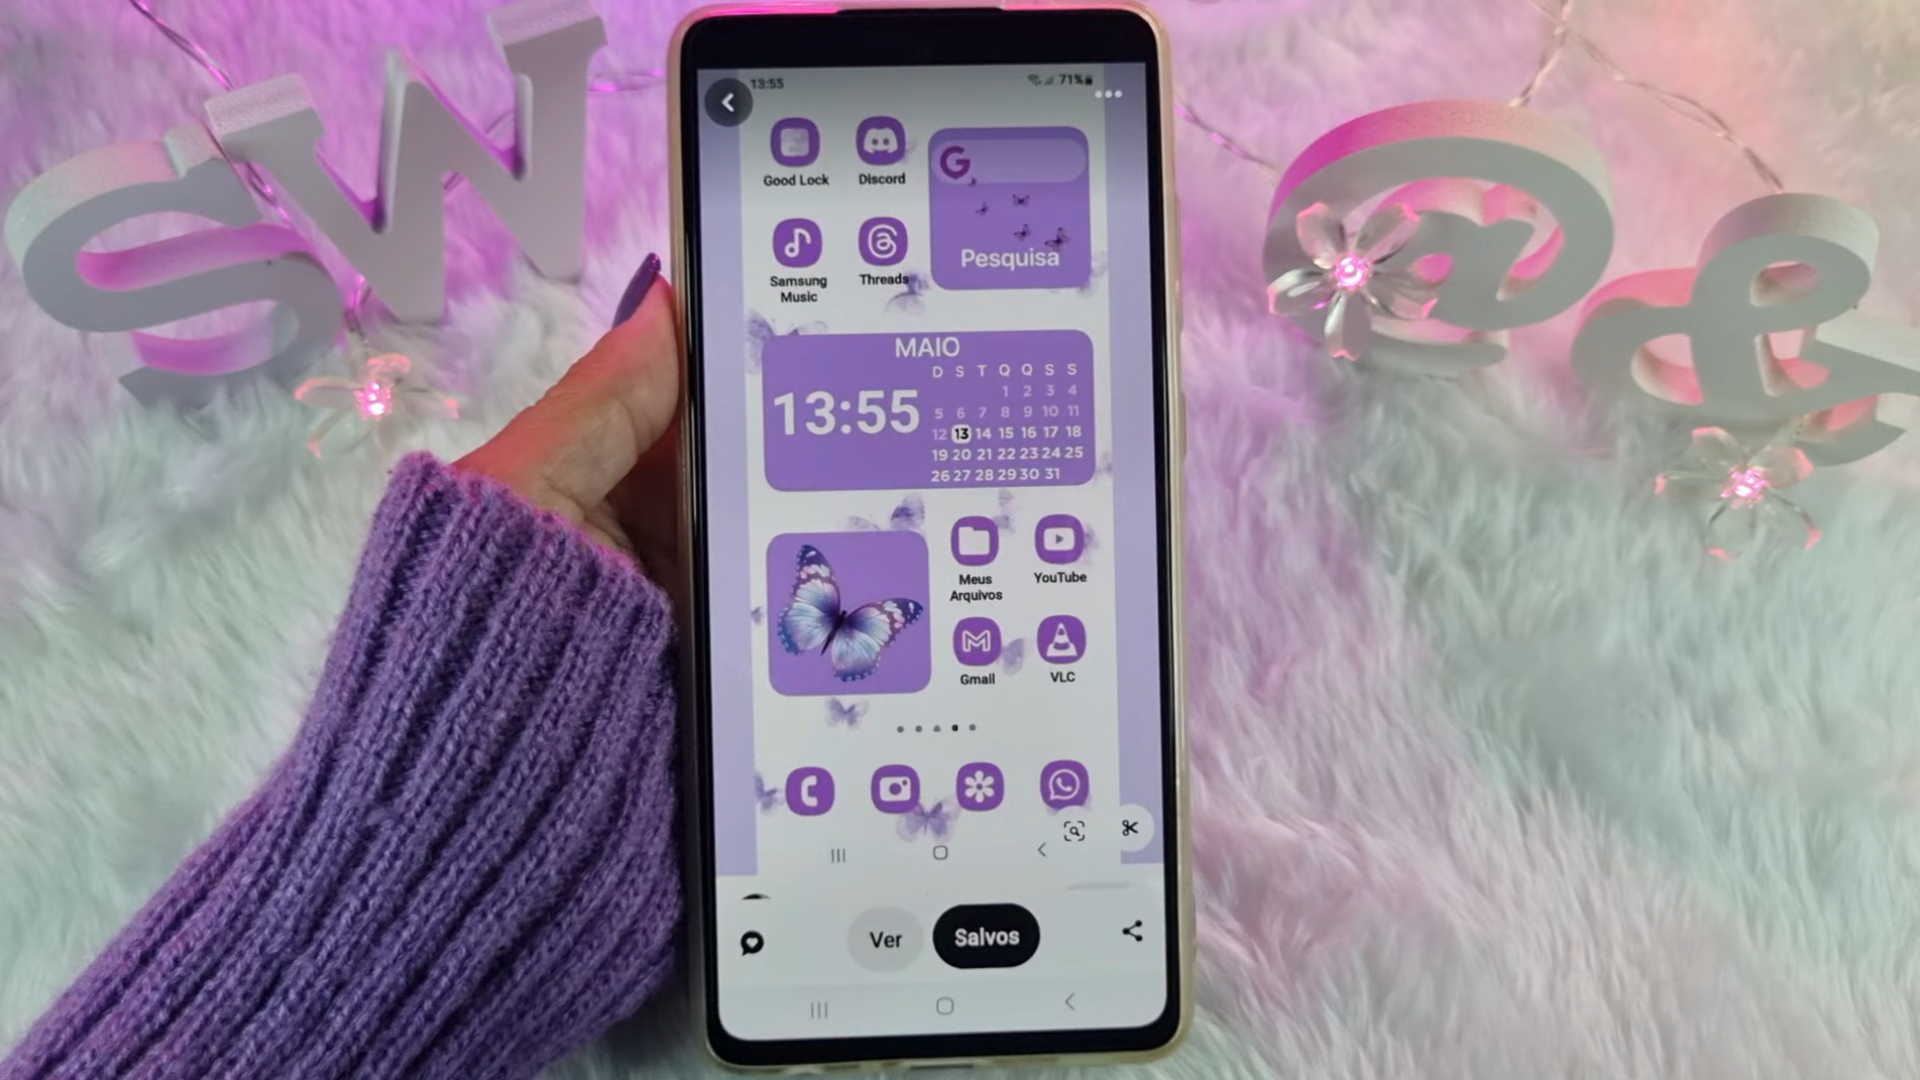 SW
@&
13:55
71%
Good Lock
Discord
G
Samsung
Music
Threads
Pesquisa
MAIO
13:55
D S T Q Q S S
1 2 3 4
5 6 7 8 9 10 11
12 13 14 15 16 17 18
19 20 21 22 23 24 25
26 27 28 29 30 31
Meus
Arquivos
YouTube
Gmail
VLC
Ver
Salvos